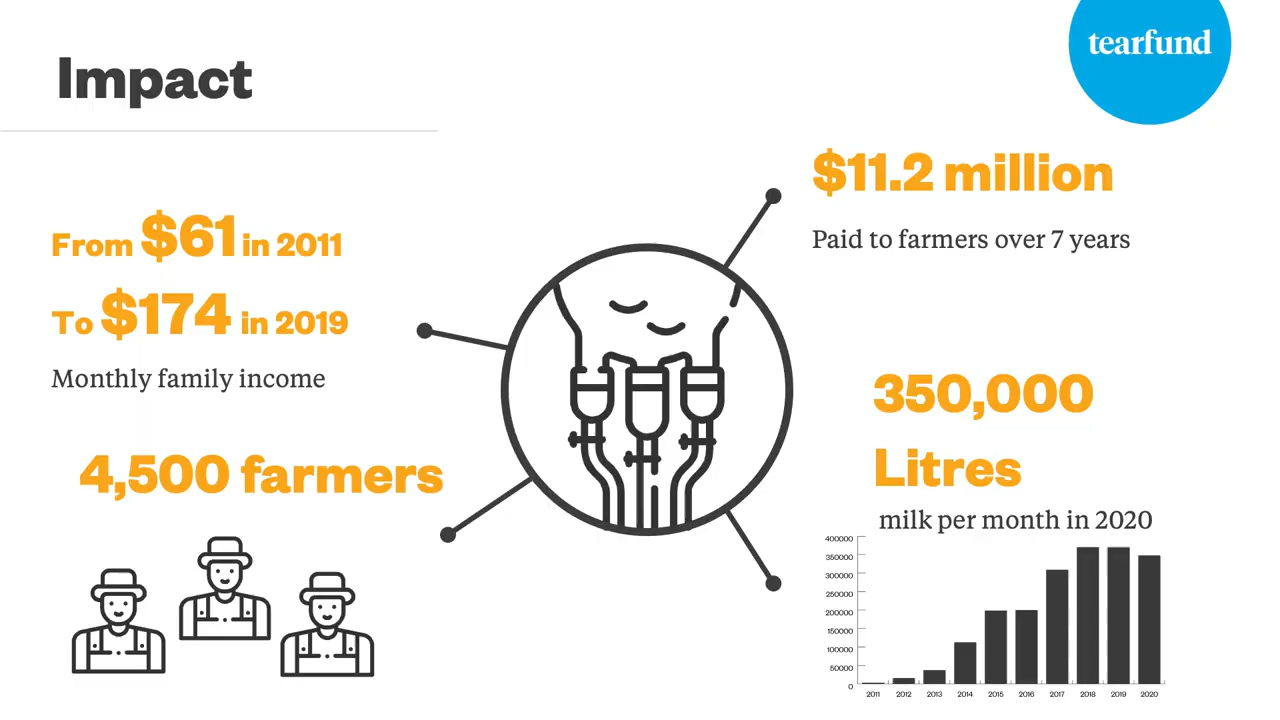 Impact
tearfund
From $61 in 2011
To $174 in 2019
Monthly family income
4,500 farmers
$11.2 million
Paid to farmers over 7 years
350,000
Litres
milk per month in 2020
400000
350000
300000
250000
200000
150000
100000
50000
0
2011 2012 2013 2014 2015 2016 2017 2018 2019 2020